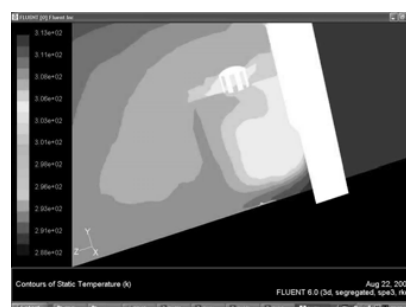 FLUENT [0] Fluent Inc
3.13e+02
3.11e+02
3.08e+02
3.06e+02
3.03e+02
3.01e+02
2.98e+02
2.96e+02
2.93e+02
2.91e+02
2.88e+02
Y
Z X
Contours of Static Temperature (k)
Aug 22, 200
FLUENT 6.0 (3d, segregated, spe3, rk